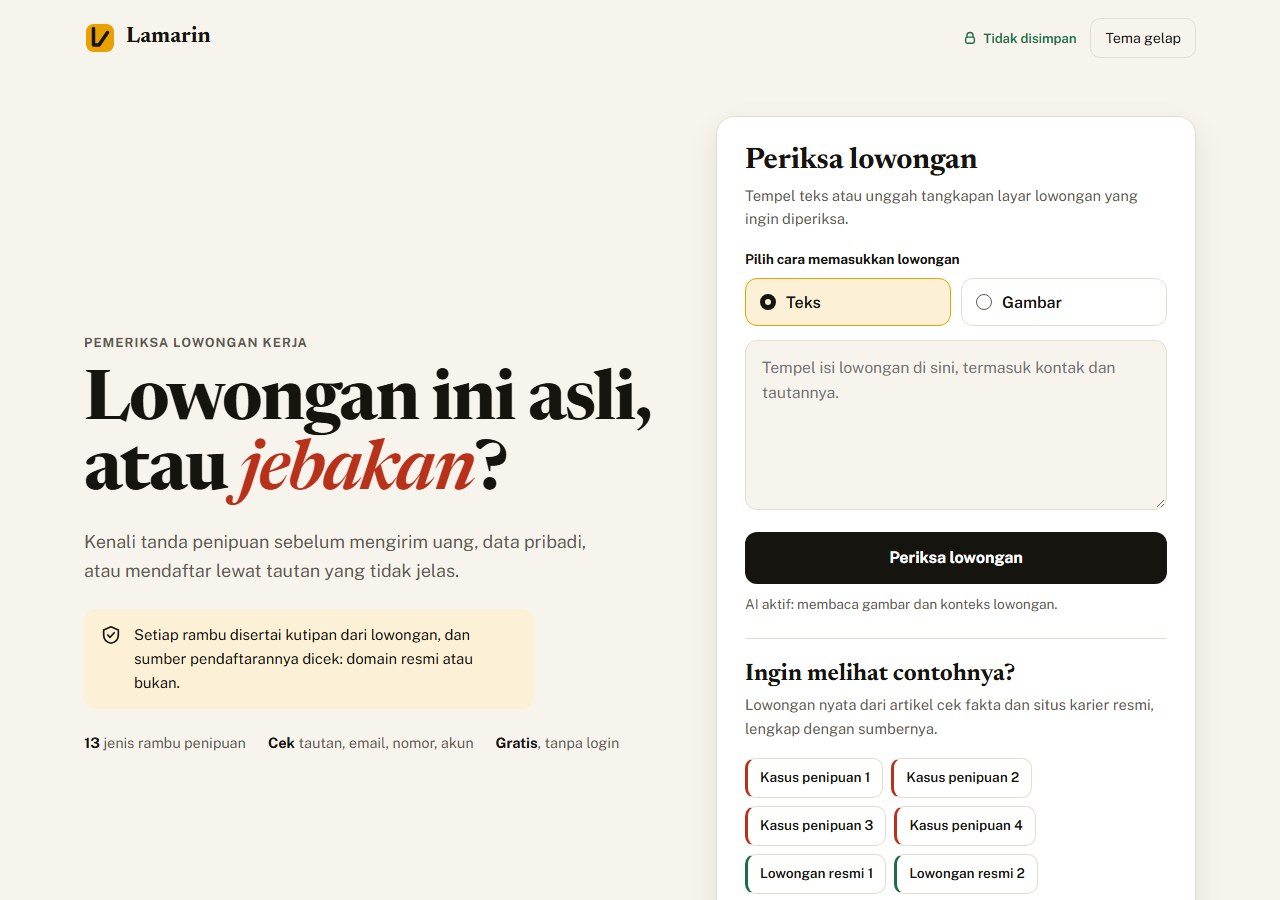 Lamarin
Tidak disimpan
Tema gelap
PEMERIKSA LOWONGAN KERJA
Lowongan ini asli,
atau jebakan?
Kenali tanda penipuan sebelum mengirim uang, data pribadi,
atau mendaftar lewat tautan yang tidak jelas.
Setiap rambu disertai kutipan dari lowongan, dan
sumber pendaftarannya dicek: domain resmi atau
bukan.
13 jenis rambu penipuan
Cek tautan, email, nomor, akun
Gratis, tanpa login
Periksa lowongan
Tempel teks atau unggah tangkapan layar lowongan yang
ingin diperiksa.
Pilih cara memasukkan lowongan
Teks
Gambar
Tempel isi lowongan di sini, termasuk kontak dan
tautannya.
Periksa lowongan
AI aktif: membaca gambar dan konteks lowongan.
Ingin melihat contohnya?
Lowongan nyata dari artikel cek fakta dan situs karier resmi,
lengkap dengan sumbernya.
Kasus penipuan 1
Kasus penipuan 2
Kasus penipuan 3
Kasus penipuan 4
Lowongan resmi 1
Lowongan resmi 2